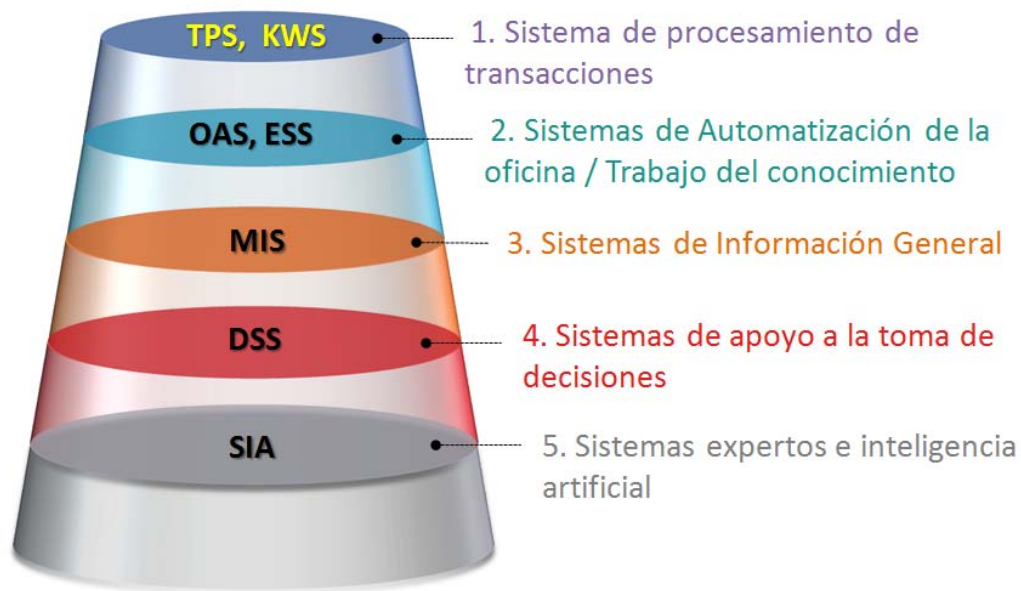 TPS, KWS
1. Sistema de procesamiento de
transacciones
OAS, ESS
2. Sistemas de Automatización de la
oficina / Trabajo del conocimiento
MIS
3. Sistemas de Información General
DSS
4. Sistemas de apoyo a la toma de
decisiones
SIA
5. Sistemas expertos e inteligencia
artificial